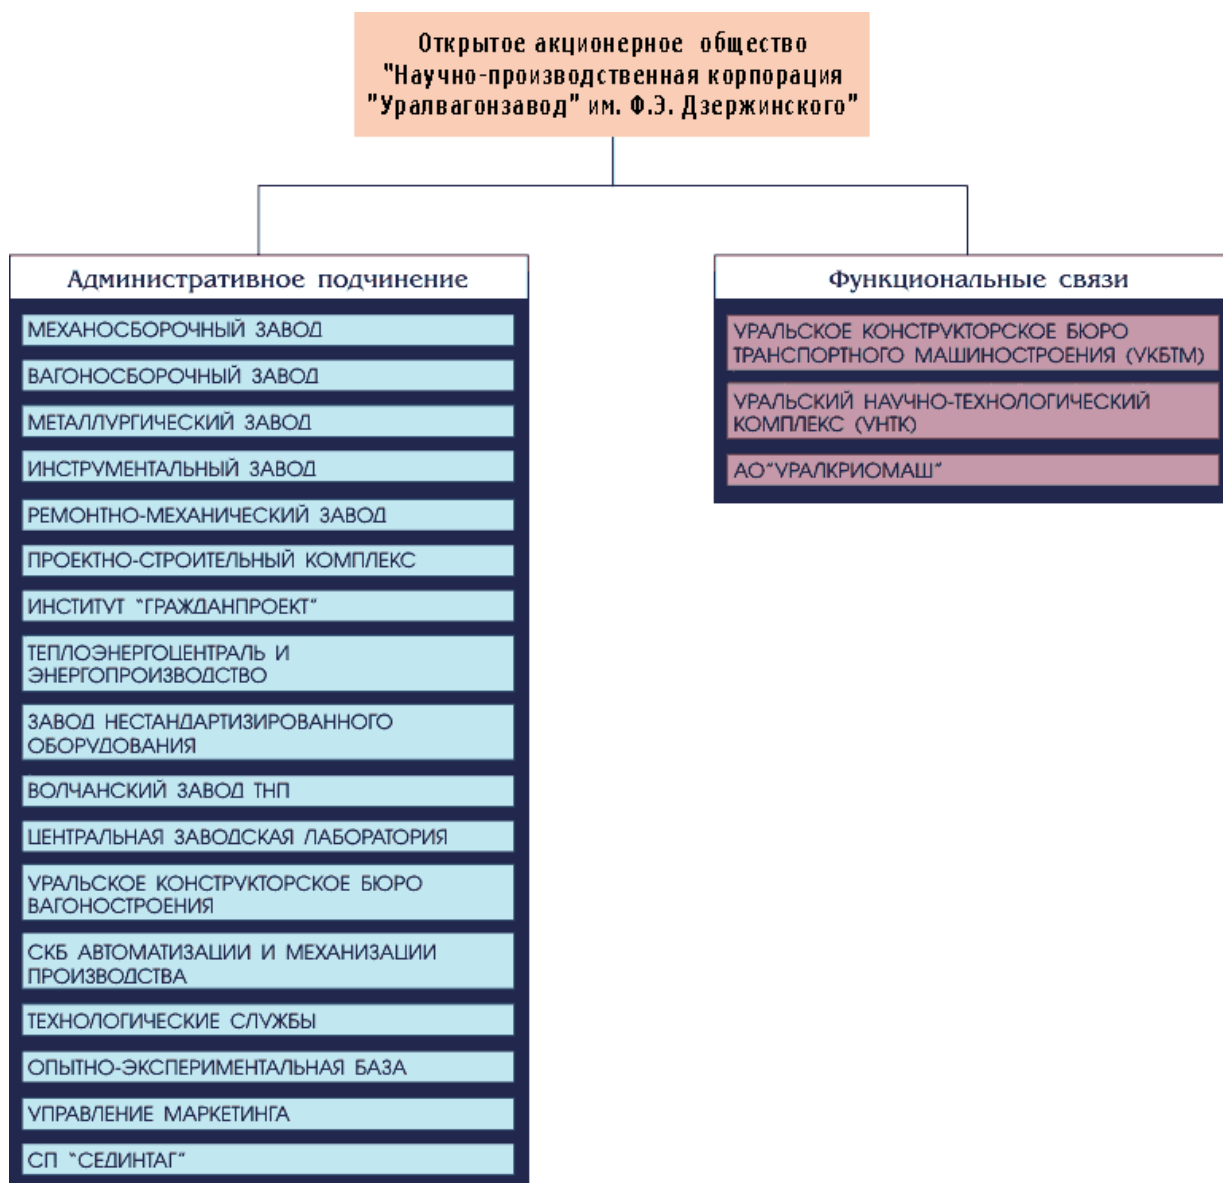 Открытое акционерное общество
"Научно-производственная корпорация
"Уралвагонзавод" им. Ф.Э. Дзержинского"
Административное подчинение
МЕХАНОСБОРОЧНЫЙ ЗАВОД
ВАГОНОСБОРОЧНЫЙ ЗАВОД
МЕТАЛЛУРГИЧЕСКИЙ ЗАВОД
ИНСТРУМЕНТАЛЬНЫЙ ЗАВОД
РЕМОНТНО-МЕХАНИЧЕСКИЙ ЗАВОД
ПРОЕКТНО-СТРОИТЕЛЬНЫЙ КОМПЛЕКС
ИНСТИТУТ "ГРАЖДАНПРОЕКТ"
ТЕПЛОЭНЕРГОЦЕНТРАЛЬ И
ЭНЕРГОПРОИЗВОДСТВО
ЗАВОД НЕСТАНДАРТИЗИРОВАННОГО
ОБОРУДОВАНИЯ
ВОЛЧАНСКИЙ ЗАВОД ТНП
ЦЕНТРАЛЬНАЯ ЗАВОДСКАЯ ЛАБОРАТОРИЯ
УРАЛЬСКОЕ КОНСТРУКТОРСКОЕ БЮРО
ВАГОНОСТРОЕНИЯ
СКБ АВТОМАТИЗАЦИИ И МЕХАНИЗАЦИИ
ПРОИЗВОДСТВА
ТЕХНОЛОГИЧЕСКИЕ СЛУЖБЫ
ОПЫТНО-ЭКСПЕРИМЕНТАЛЬНАЯ БАЗА
УПРАВЛЕНИЕ МАРКЕТИНГА
СП "СЕДИНТАГ"
Функциональные связи
УРАЛЬСКОЕ КОНСТРУКТОРСКОЕ БЮРО
ТРАНСПОРТНОГО МАШИНОСТРОЕНИЯ (УКБТМ)
УРАЛЬСКИЙ НАУЧНО-ТЕХНОЛОГИЧЕСКИЙ
КОМПЛЕКС (УНТК)
АО"УРАЛКРИОМАШ"